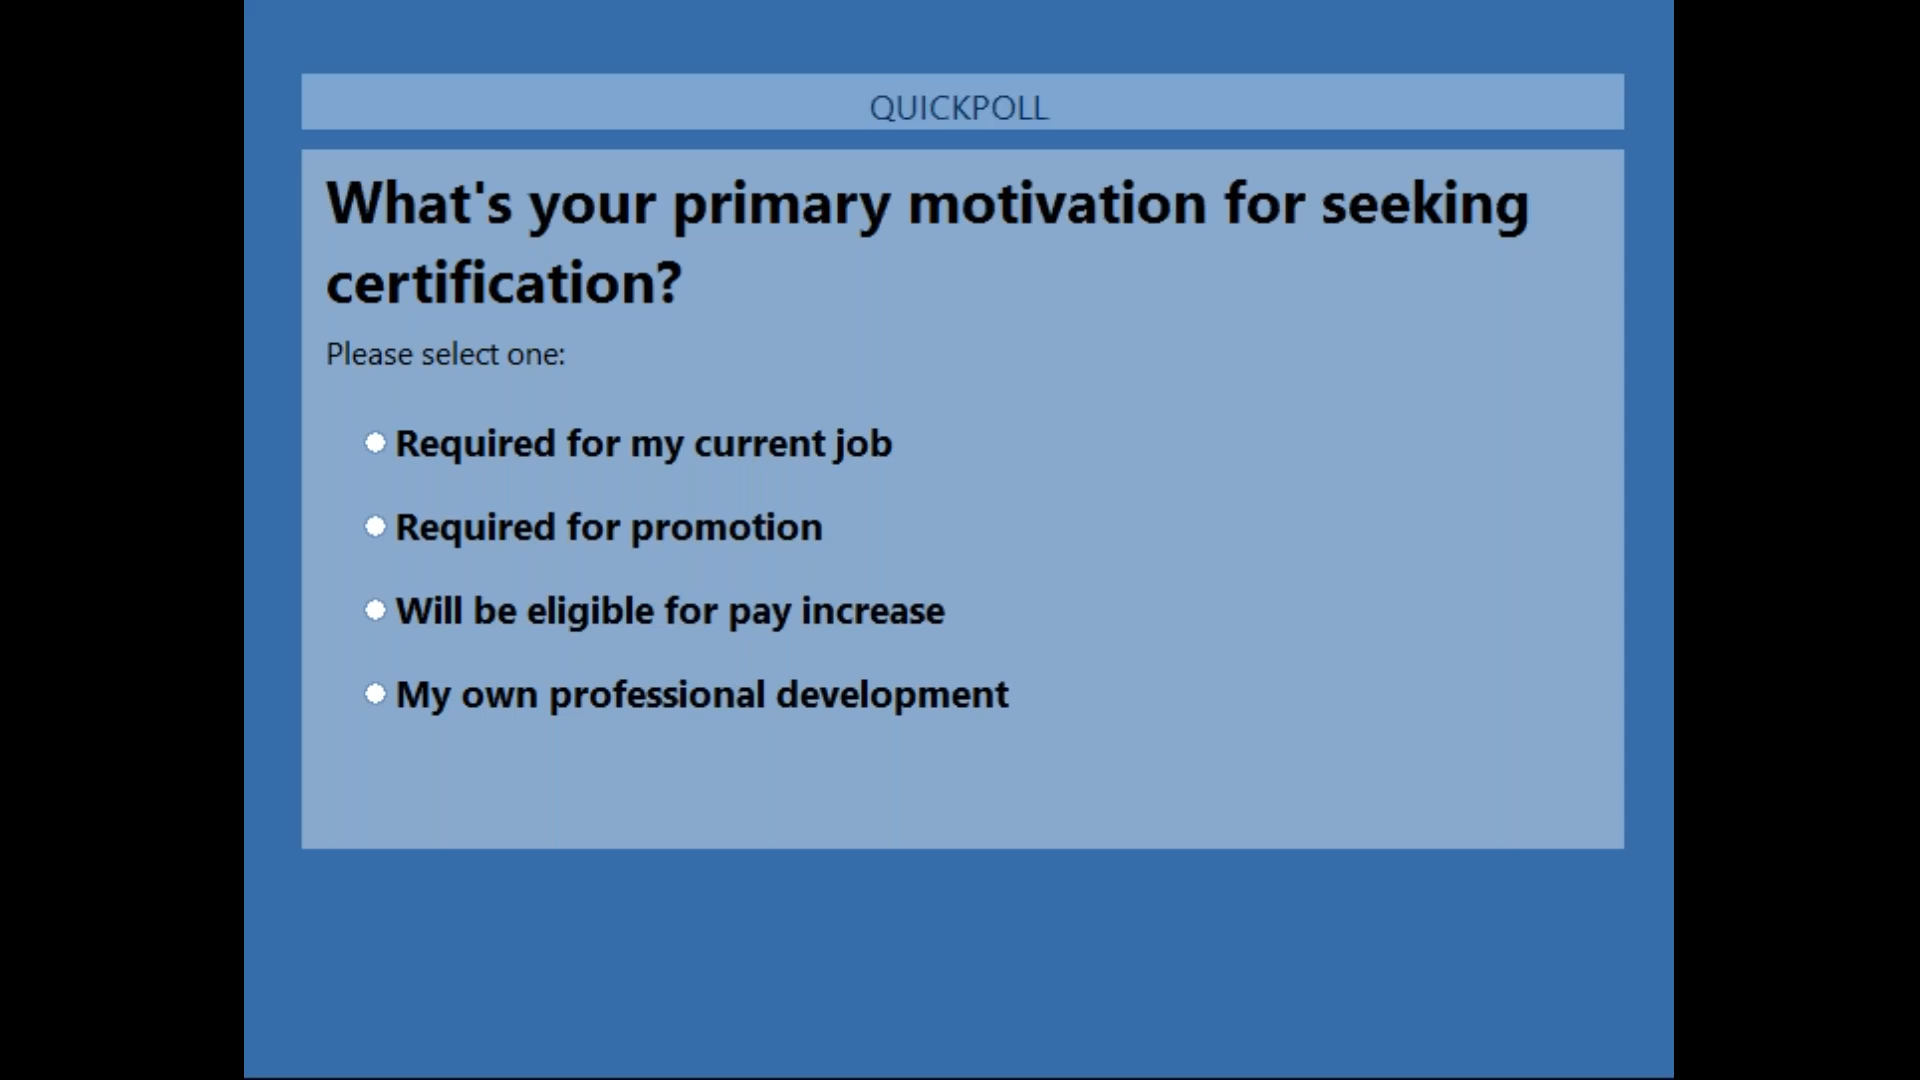 QUICKPOLL
What's your primary motivation for seeking
certification?
Please select one:
Required for my current job
Required for promotion
Will be eligible for pay increase
My own professional development